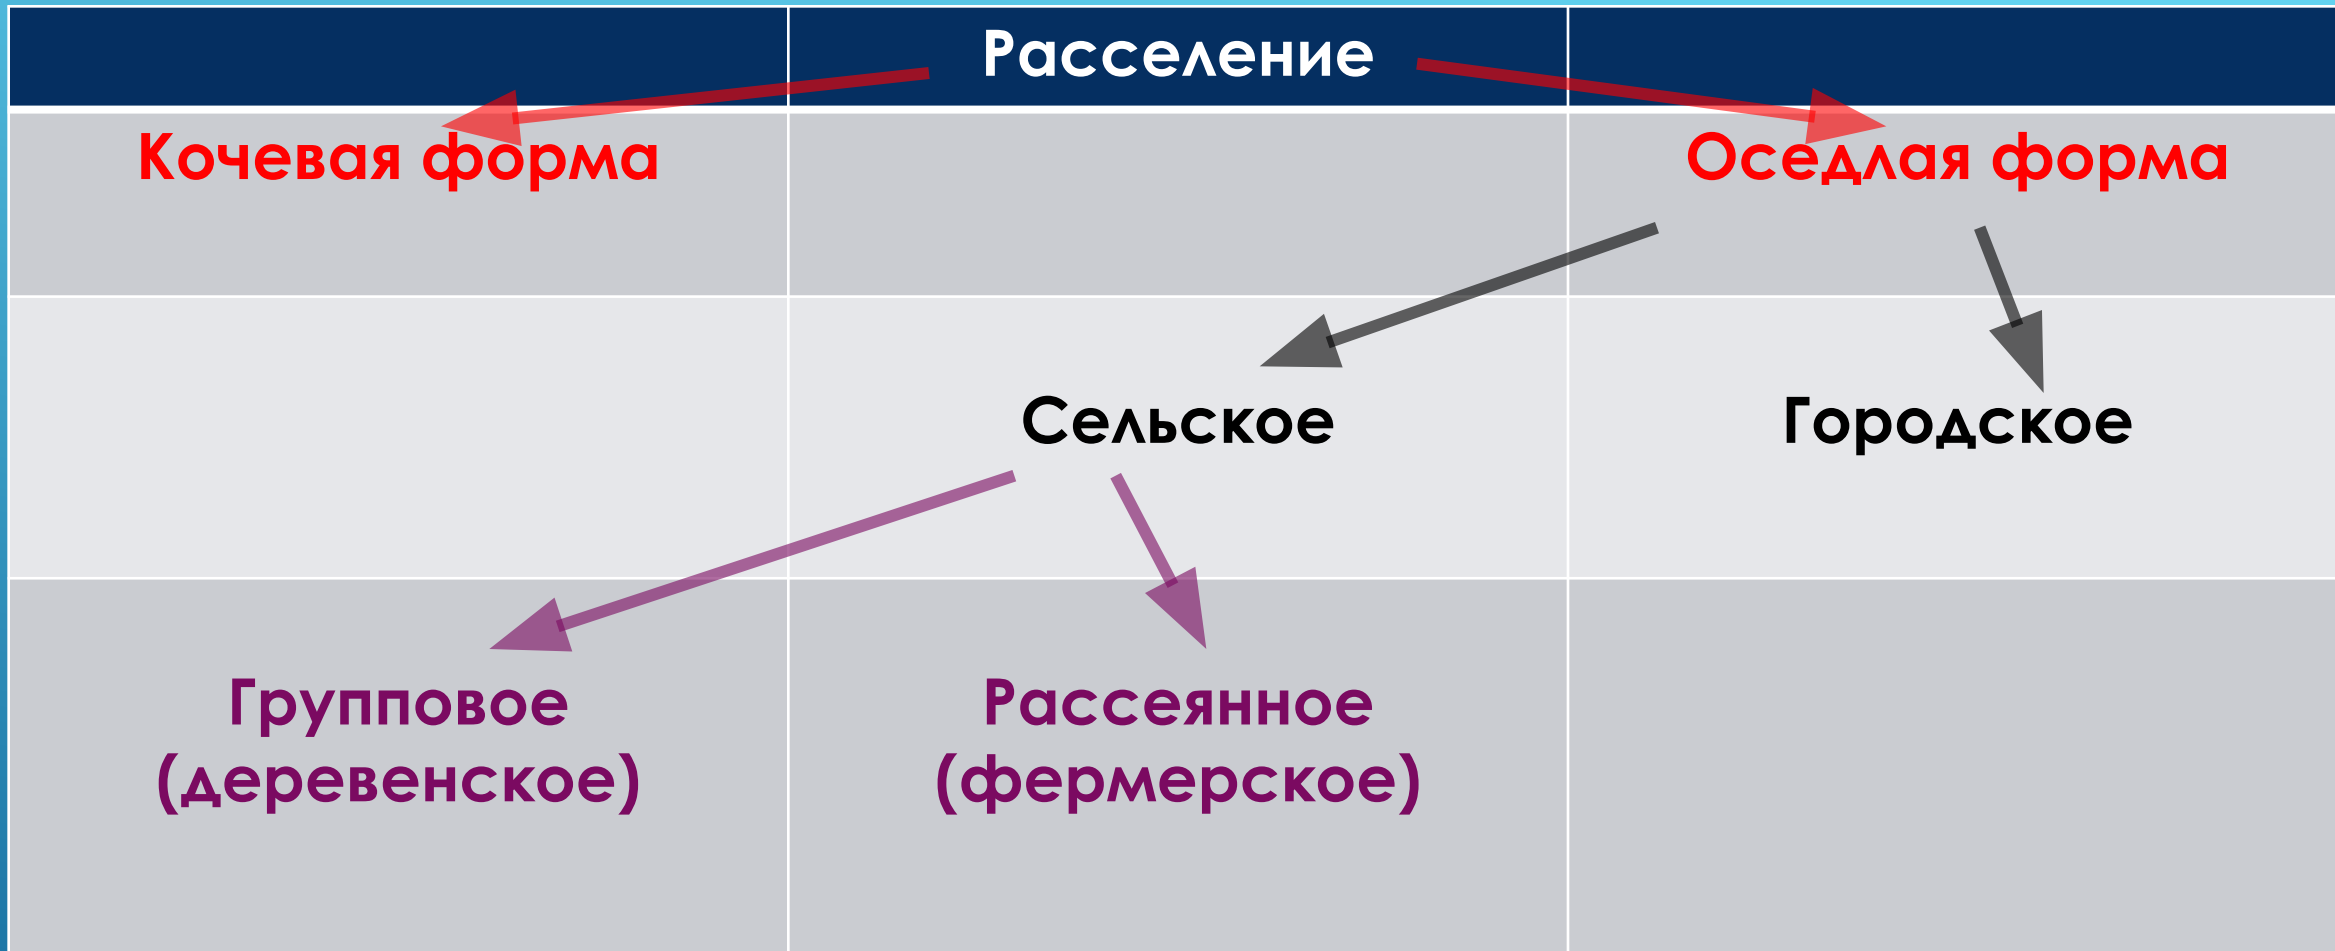 Расселение
Кочевая форма
Оседлая форма
Сельское
Городское
Групповое
(деревенское)
Рассеянное
(фермерское)